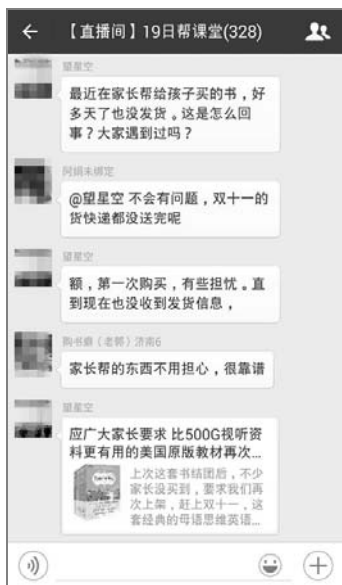 【直播间】19日帮课堂(328)
望星空
最近在家长帮给孩子买的书，好
多天了也没发货。这是怎么回
事？大家遇到过吗？
阿娟未绑定
@望星空 不会有问题，双十一的
货快递都没送完呢
望星空
额，第一次购买，有些担忧。直
到现在也没收到发货信息，
购书癖（老郭）济南6
家长帮的东西不用担心，很靠谱
望星空
应广大家长要求 比500G视听资
料更有用的美国原版教材再次...
上次这套书结团后，不少
家长没买到，要求我们再
次上架，赶上双十一，这
套经典的母语思维英语...